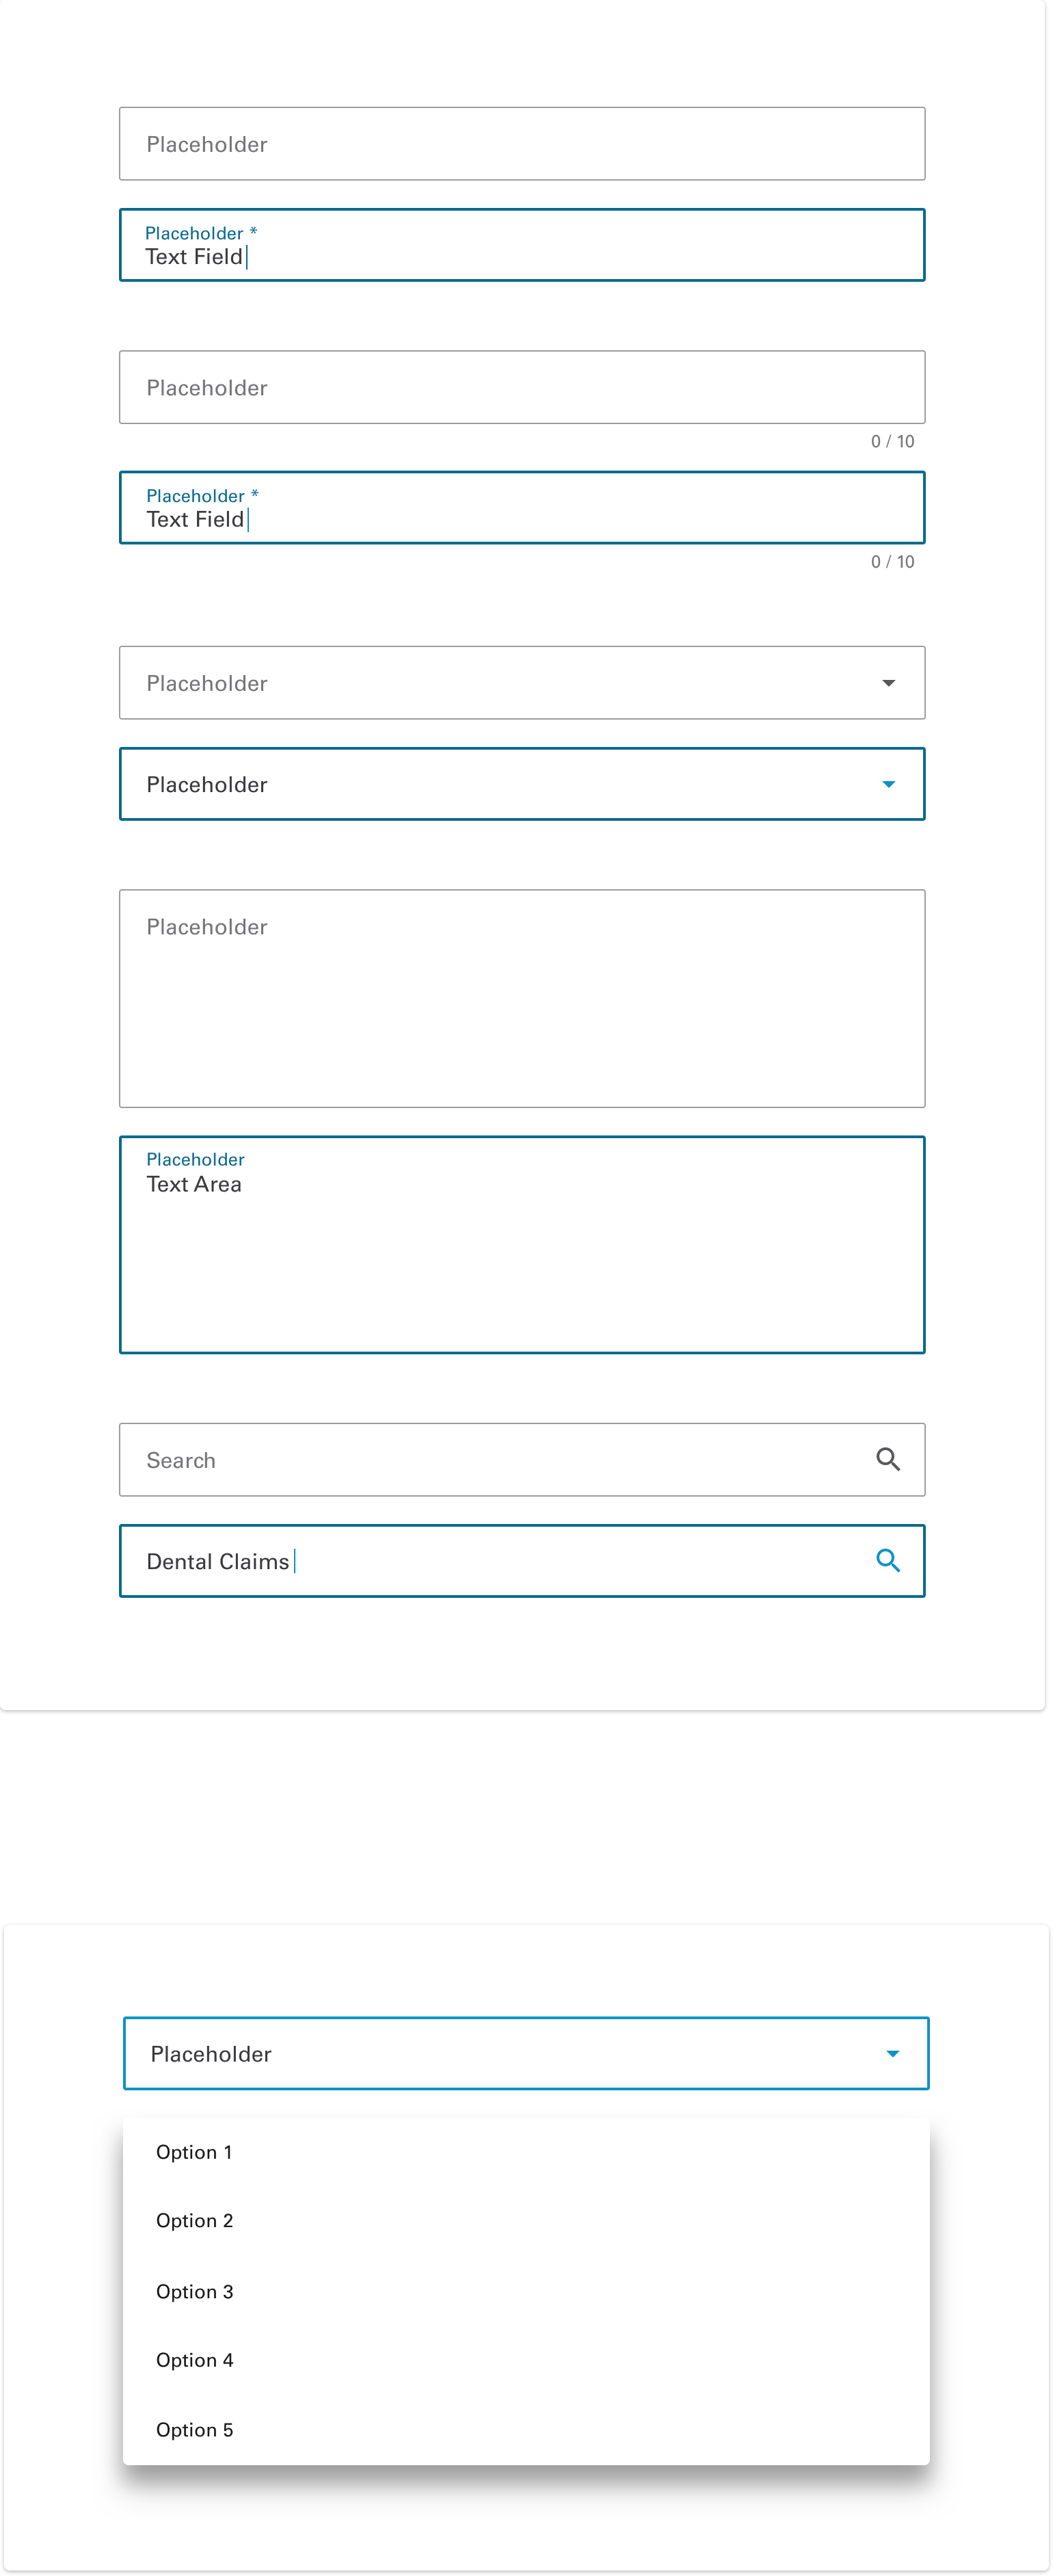 Placeholder
Placeholder *
Text Field
Placeholder
0 / 10
Placeholder *
Text Field
0 / 10
Placeholder
Placeholder
Placeholder
Placeholder
Text Area
Search
Dental Claims
Placeholder
Option 1
Option 2
Option 3
Option 4
Option 5